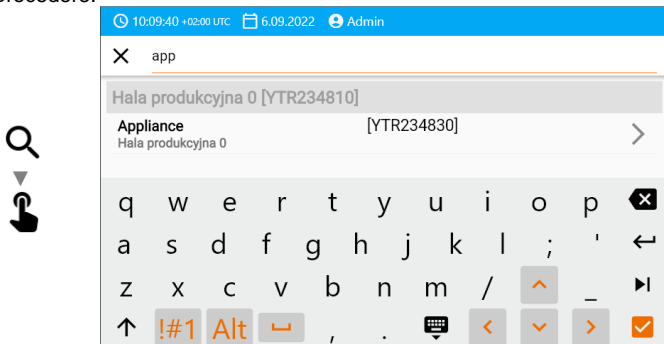 10:09:40 +02:00 UTC 6.09.2022 Admin
app
Hala produkcyjna 0 [YTR234810]
Appliance [YTR234830]
Hala produkcyjna 0
q w e r t y u i o p
a s d f g h j k l ; '
z x c v b n m / _
!#1 Alt , .